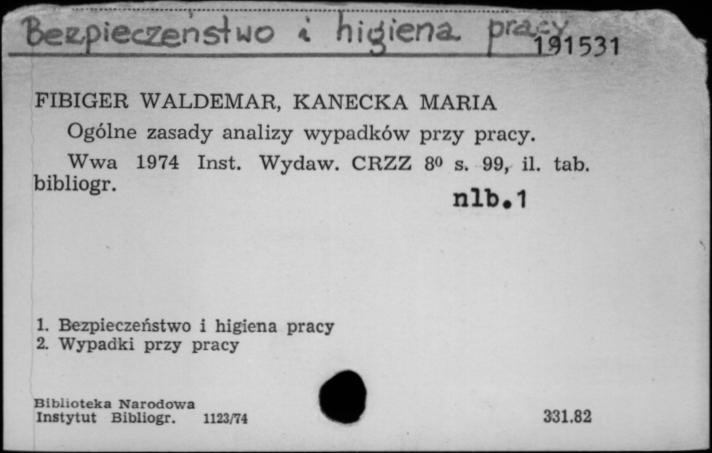 Bezpieczeństwo i higiena pracy
191531
FIBIGER WALDEMAR, KANECKA MARIA
Ogólne zasady analizy wypadków przy pracy.
Wwa 1974 Inst. Wydaw. CRZZ 8⁰ s. 99, il. tab.
bibliogr.
nlb.1
1. Bezpieczeństwo i higiena pracy
2. Wypadki przy pracy
Biblioteka Narodowa
Instytut Bibliogr. 1123/74
331.82